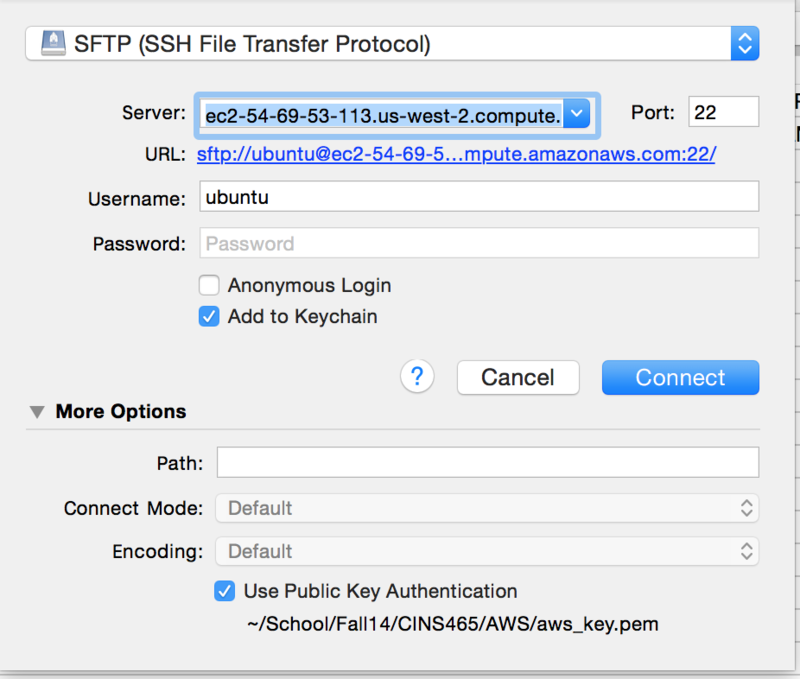 SFTP (SSH File Transfer Protocol)
Server: ec2-54-69-53-113.us-west-2.compute. Port: 22
URL: sftp://ubuntu@ec2-54-69-5...mpute.amazonaws.com:22/
Username: ubuntu
Password: Password
Anonymous Login
Add to Keychain
? Cancel Connect
More Options
Path:
Connect Mode: Default
Encoding: Default
Use Public Key Authentication
~/School/Fall14/CINS465/AWS/aws_key.pem